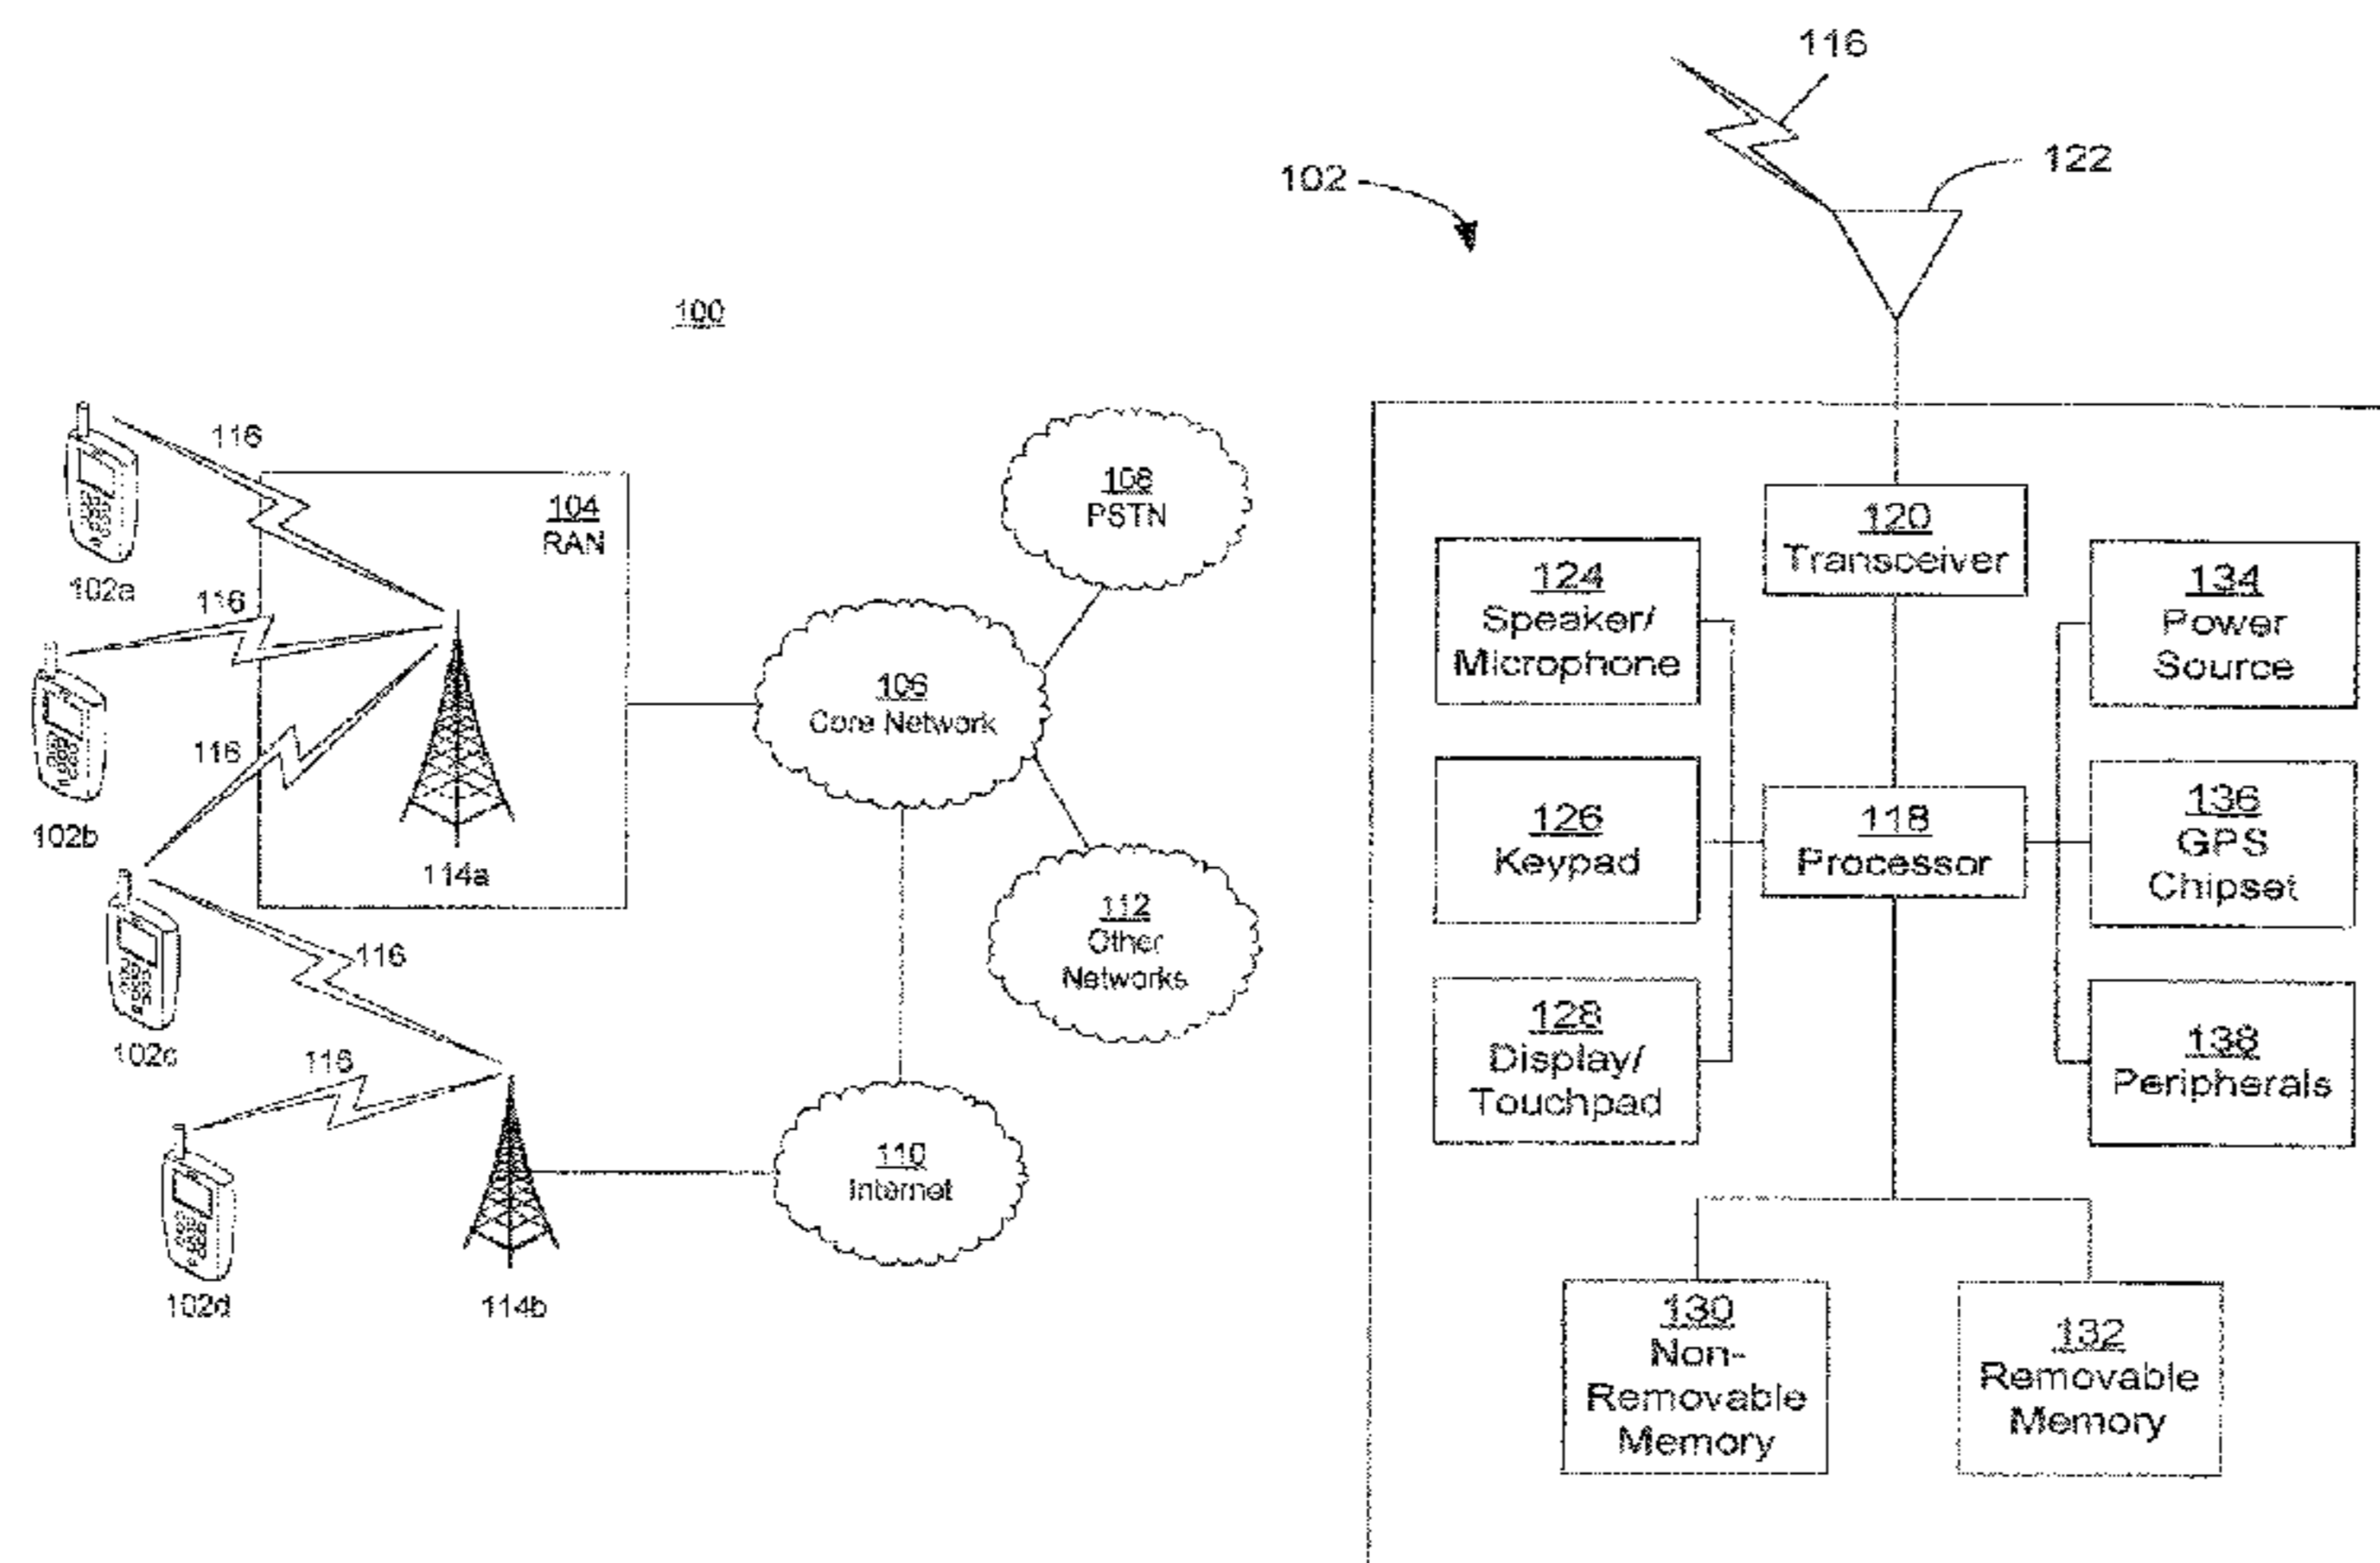 100
116
102a
116
102b
116
102c
116
116
102d
104
RAN
114a
114b
106
Core Network
108
PSTN
112
Other
Networks
110
Internet
116
122
102
120
Transceiver
124
Speaker/
Microphone
126
Keypad
128
Display/
Touchpad
118
Processor
134
Power
Source
136
GPS
Chipset
138
Peripherals
130
Non-
Removable
Memory
132
Removable
Memory